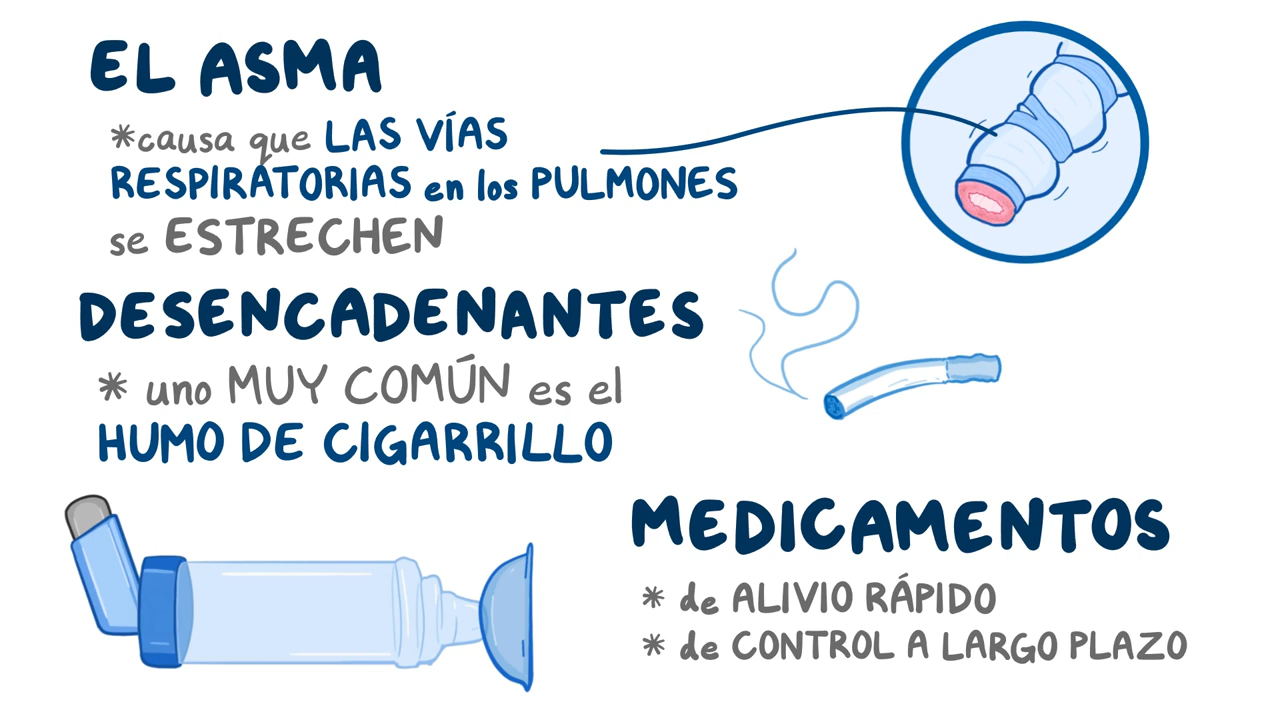 EL ASMA
*causa que LAS VÍAS
RESPIRATORIAS en los PULMONES
se ESTRECHEN
DESENCADENANTES
* uno MUY COMÚN es el
HUMO DE CIGARRILLO
MEDICAMENTOS
* de ALIVIO RÁPIDO
* de CONTROL A LARGO PLAZO